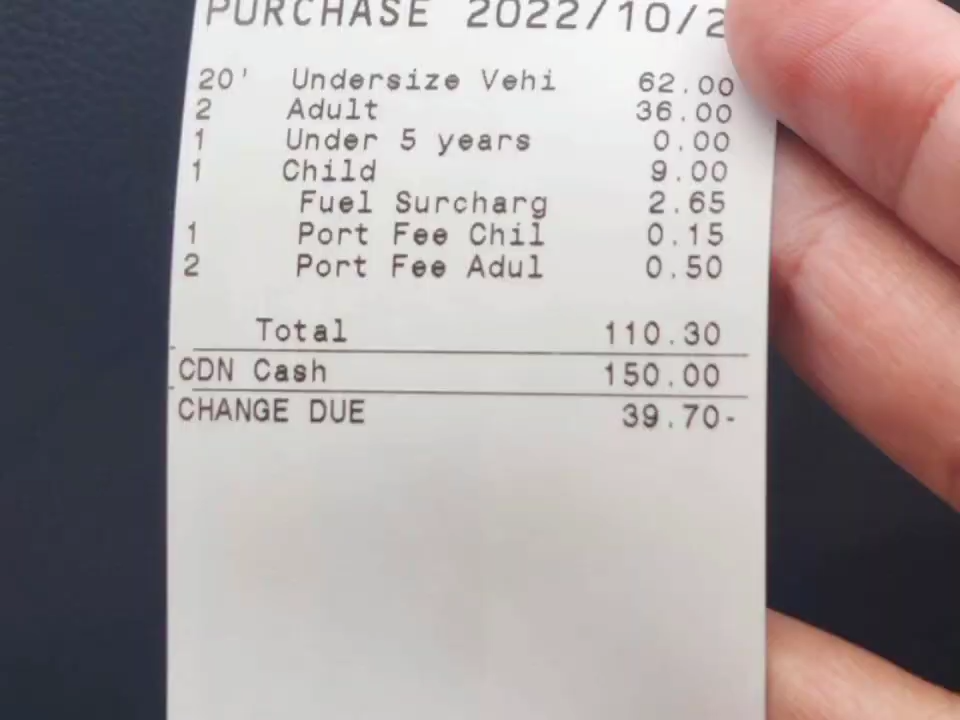 PURCHASE 2022/10/2
20' Undersize Vehi 62.00
2 Adult 36.00
1 Under 5 years 0.00
1 Child 9.00
Fuel Surcharg 2.65
1 Port Fee Chil 0.15
2 Port Fee Adul 0.50
Total 110.30
CDN Cash 150.00
CHANGE DUE 39.70-